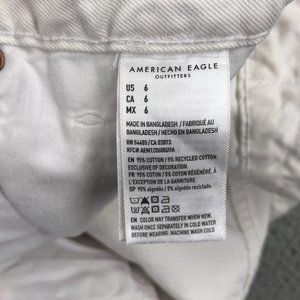 AMERICAN EAGLE
OUTFITTERS
US 6
CA 6
MX 6
MADE IN BANGLADESH / FABRIQUÉ AU
BANGLADESH / HECHO EN BANGLADESH
RN 54485 / CA 03873
EN 95% COTTON / 5% RECYCLED COTTON.
EXCLUSIVE OF DECORATION.
FR 95% COTON / 5% COTON RÉGÉNÉRÉ. À
L'EXCEPTION DE LA GARNITURE.
SP 95% algodón / 5% algodón reciclado.
EN COLOR MAY TRANSFER WHEN NEW.
WASH ONCE SEPARATELY IN COLD WATER
BEFORE WEARING. MACHINE WASH COLD